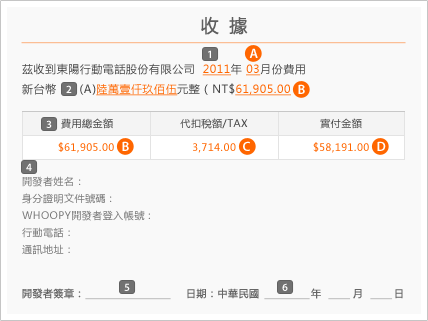 收 據
1 A
茲收到東陽行動電話股份有限公司 2011年 03月份費用
新台幣 2 (A)陸萬壹仟玖佰伍元整 ( NT$61,905.00 B
3 費用總金額 代扣稅額/TAX 實付金額
$61,905.00 B 3,714.00 C $58,191.00 D
4
開發者姓名：
身分證明文件號碼：
WHOOPY開發者登入帳號：
行動電話：
通訊地址：
5 6
開發者簽章： 日期：中華民國 年 月 日